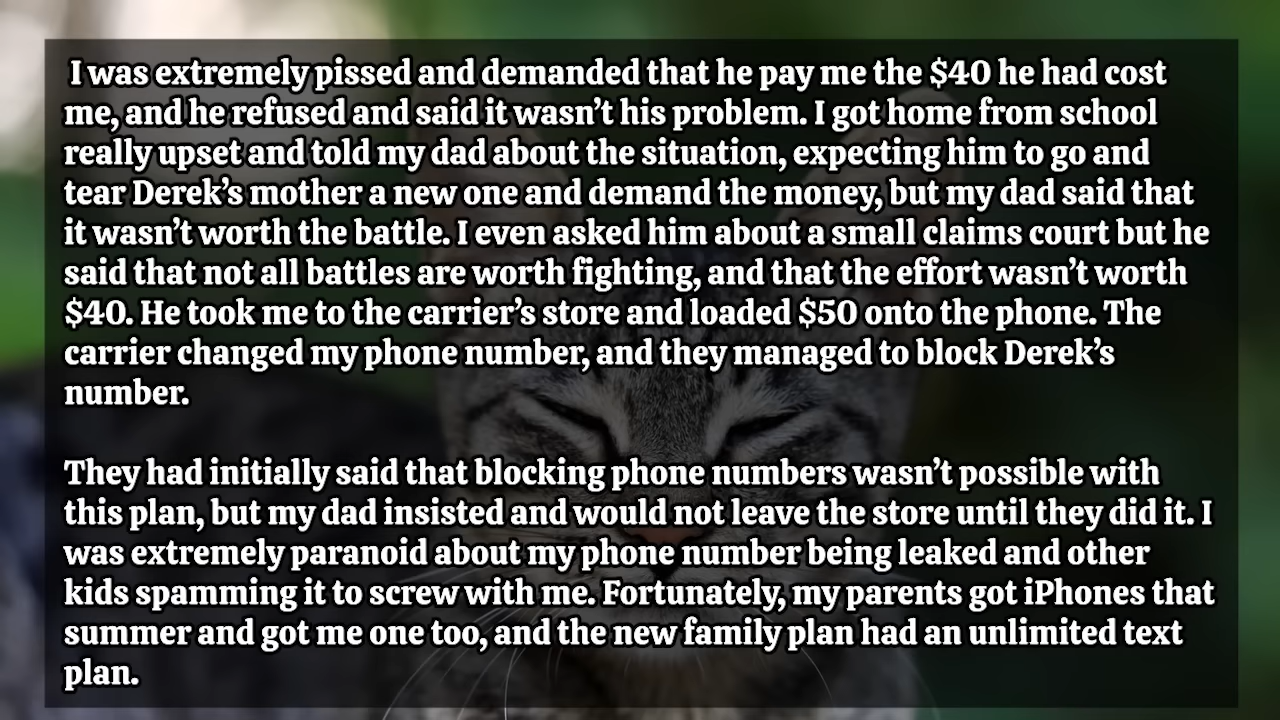 I was extremely pissed and demanded that he pay me the $40 he had cost
me, and he refused and said it wasn’t his problem. I got home from school
really upset and told my dad about the situation, expecting him to go and
tear Derek’s mother a new one and demand the money, but my dad said that
it wasn’t worth the battle. I even asked him about a small claims court but he
said that not all battles are worth fighting, and that the effort wasn’t worth
$40. He took me to the carrier’s store and loaded $50 onto the phone. The
carrier changed my phone number, and they managed to block Derek’s
number.
They had initially said that blocking phone numbers wasn’t possible with
this plan, but my dad insisted and would not leave the store until they did it. I
was extremely paranoid about my phone number being leaked and other
kids spamming it to screw with me. Fortunately, my parents got iPhones that
summer and got me one too, and the new family plan had an unlimited text
plan.